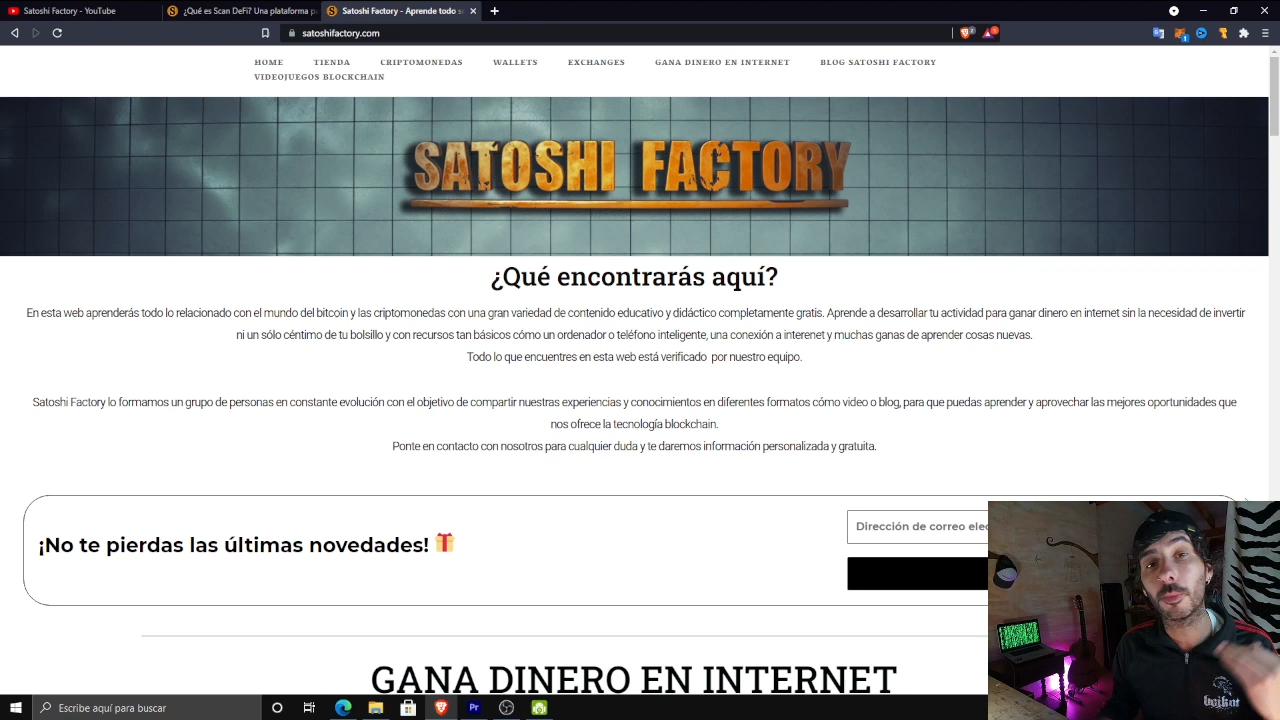 Satoshi Factory - YouTube
¿Qué es Scan DeFi? Una plataforma p
Satoshi Factory - Aprende todo s
satoshifactory.com
HOME TIENDA CRIPTOMONEDAS WALLETS EXCHANGES GANA DINERO EN INTERNET BLOG SATOSHI FACTORY
VIDEOJUEGOS BLOCKCHAIN
SATOSHI FACTORY
¿Qué encontrarás aquí?
En esta web aprenderás todo lo relacionado con el mundo del bitcoin y las criptomonedas con una gran variedad de contenido educativo y didáctico completamente gratis. Aprende a desarrollar tu actividad para ganar dinero en internet sin la necesidad de invertir
ni un sólo céntimo de tu bolsillo y con recursos tan básicos cómo un ordenador o teléfono inteligente, una conexión a interenet y muchas ganas de aprender cosas nuevas.
Todo lo que encuentres en esta web está verificado por nuestro equipo.
Satoshi Factory lo formamos un grupo de personas en constante evolución con el objetivo de compartir nuestras experiencias y conocimientos en diferentes formatos cómo video o blog, para que puedas aprender y aprovechar las mejores oportunidades que
nos ofrece la tecnología blockchain.
Ponte en contacto con nosotros para cualquier duda y te daremos información personalizada y gratuita.
¡No te pierdas las últimas novedades! 🎁
Dirección de correo elec
GANA DINERO EN INTERNET
Escribe aquí para buscar
Pr